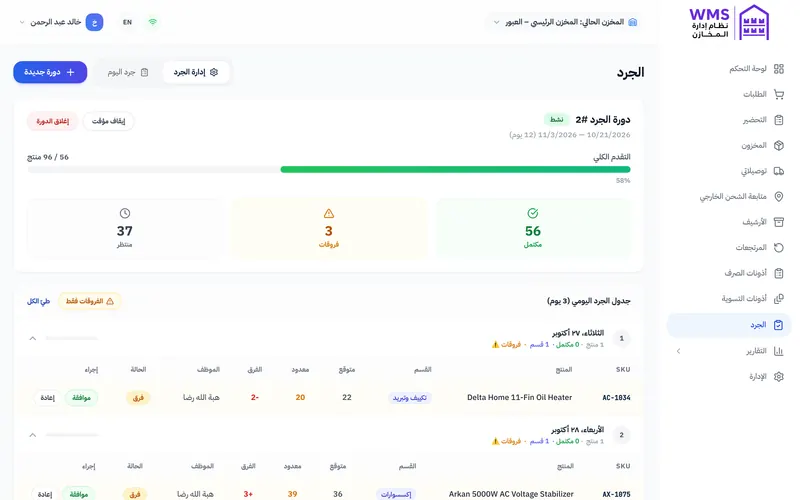 WMS
نظام إدارة
المخازن
المخزن الحالي: المخزن الرئيسي – العبور
EN
خ
خالد عبد الرحمن
لوحة التحكم
الطلبات
التحضير
المخزون
توصيلاتي
متابعة الشحن الخارجي
الأرشيف
المرتجعات
أذونات الصرف
أذونات التسوية
الجرد
التقارير
الإدارة
الجرد
إدارة الجرد
جرد اليوم
دورة جديدة
دورة الجرد #2
نشط
10/21/2026 — 11/3/2026 (12 يوم)
إيقاف مؤقت
إغلاق الدورة
التقدم الكلي
56 / 96 منتج
58%
56
مكتمل
3
فروقات
37
منتظر
جدول الجرد اليومي (3 يوم)
الفروقات فقط
طيّ الكل
1
الثلاثاء، ٢٧ أكتوبر
1 منتج · 0 مكتمل · 1 قسم · فروقات
SKU المنتج القسم متوقع معدود الفرق الموظف الحالة إجراء
AC-1034 Delta Home 11-Fin Oil Heater تكييف وتبريد 22 20 -2 هبة الله رضا فرق موافقة إعادة
2
الأربعاء، ٢٨ أكتوبر
1 منتج · 0 مكتمل · 1 قسم · فروقات
SKU المنتج القسم متوقع معدود الفرق الموظف الحالة إجراء
AX-1075 Arkan 5000W AC Voltage Stabilizer إكسسوارات 36 39 +3 هبة الله رضا فرق موافقة إعادة